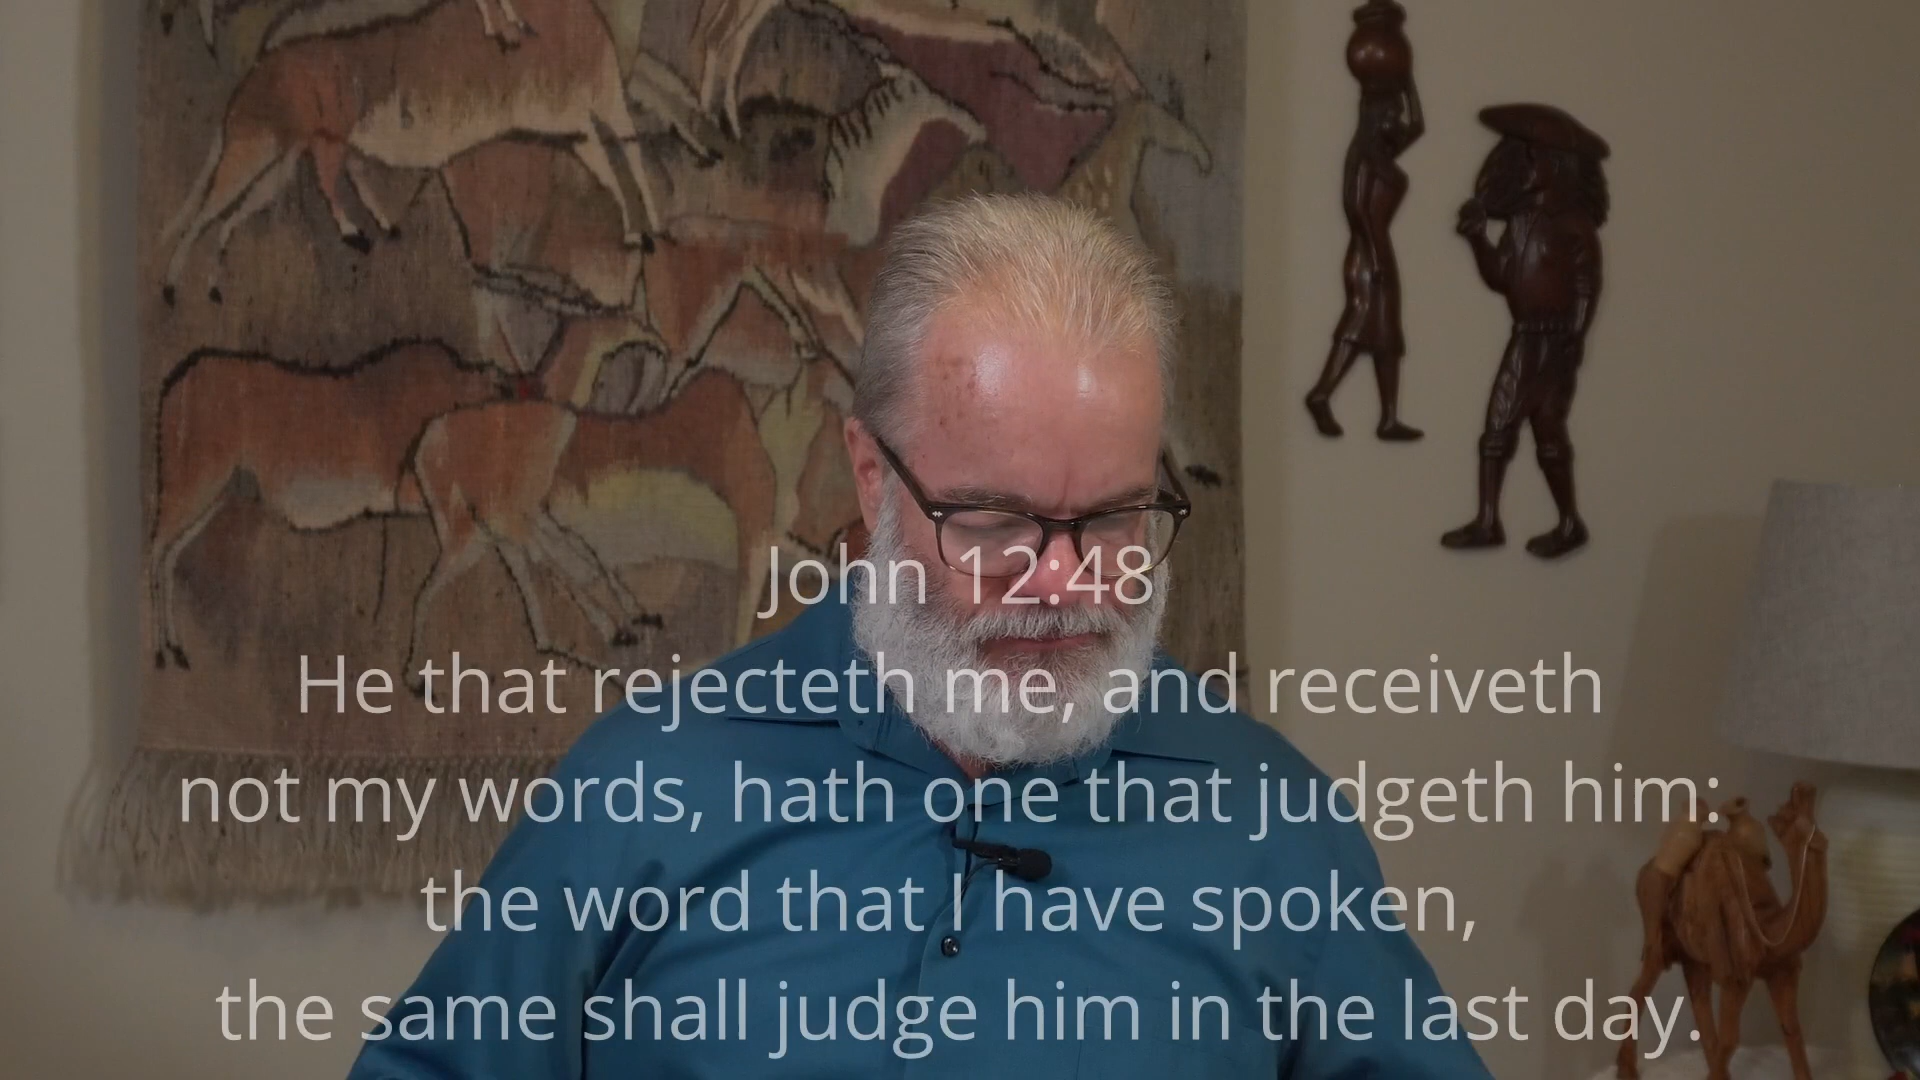 John 12:48
He that rejecteth me, and receiveth
not my words, hath one that judgeth him:
the word that I have spoken,
the same shall judge him in the last day.